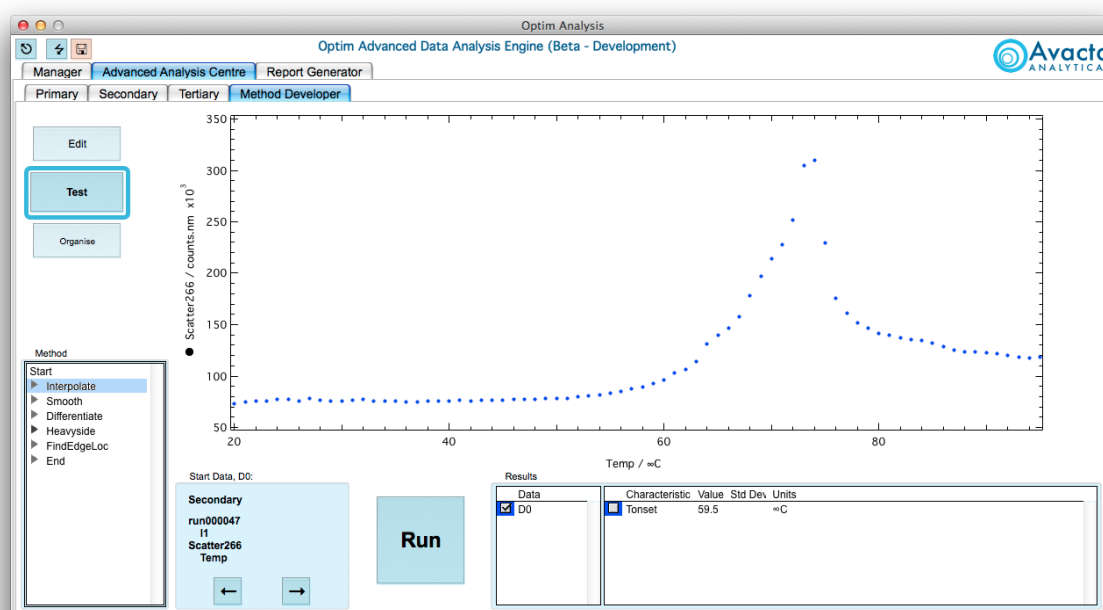 Optim Analysis
Optim Advanced Data Analysis Engine (Beta - Development)
Avacta
ANALYTICAL
Manager Advanced Analysis Centre Report Generator
Primary Secondary Tertiary Method Developer
Edit
Test
Organise
Scatter266 / counts.nm x10³
350
300
250
200
150
100
50
20 40 60 80
Temp / ∞C
Method
Start
Interpolate
Smooth
Differentiate
Heavyside
FindEdgeLoc
End
Start Data, D0:
Secondary
run000047
I1
Scatter266
Temp
← →
Run
Results
Data
D0
Characteristic Value Std Dev Units
Tonset 59.5 ∞C